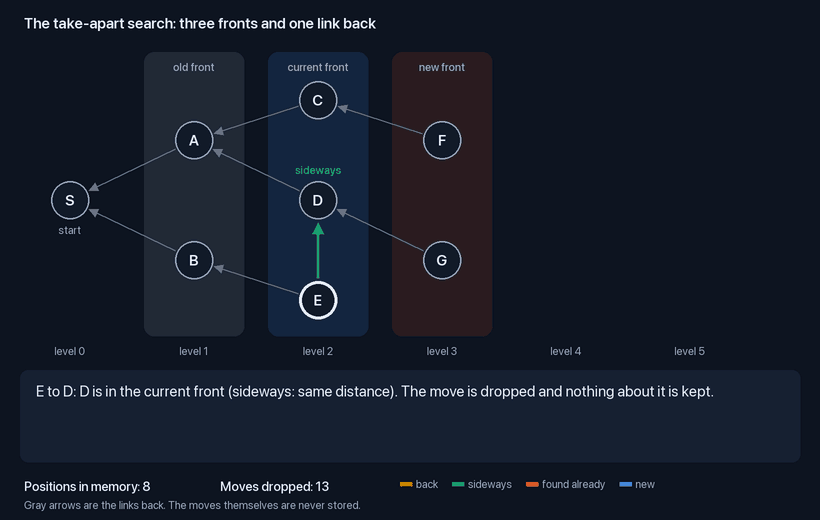 The take-apart search: three fronts and one link back
old front
current front
new front
C
A
F
sideways
S
D
start
B
G
E
level 0
level 1
level 2
level 3
level 4
level 5
E to D: D is in the current front (sideways: same distance). The move is dropped and nothing about it is kept.
Positions in memory: 8
Moves dropped: 13
back
sideways
found already
new
Gray arrows are the links back. The moves themselves are never stored.